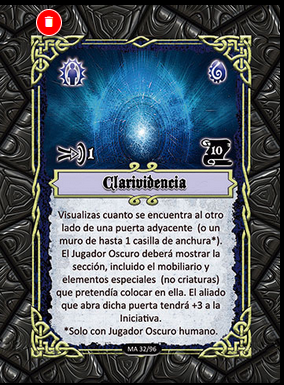 1
10
Clarividencia
Visualizas cuanto se encuentra al otro
lado de una puerta adyacente (o un
muro de hasta 1 casilla de anchura*).
El Jugador Oscuro deberá mostrar la
sección, incluido el mobiliario y
elementos especiales (no criaturas)
que pretendía colocar en ella. El aliado
que abra dicha puerta tendrá +3 a la
Iniciativa.
*Solo con Jugador Oscuro humano.
MA 32/96